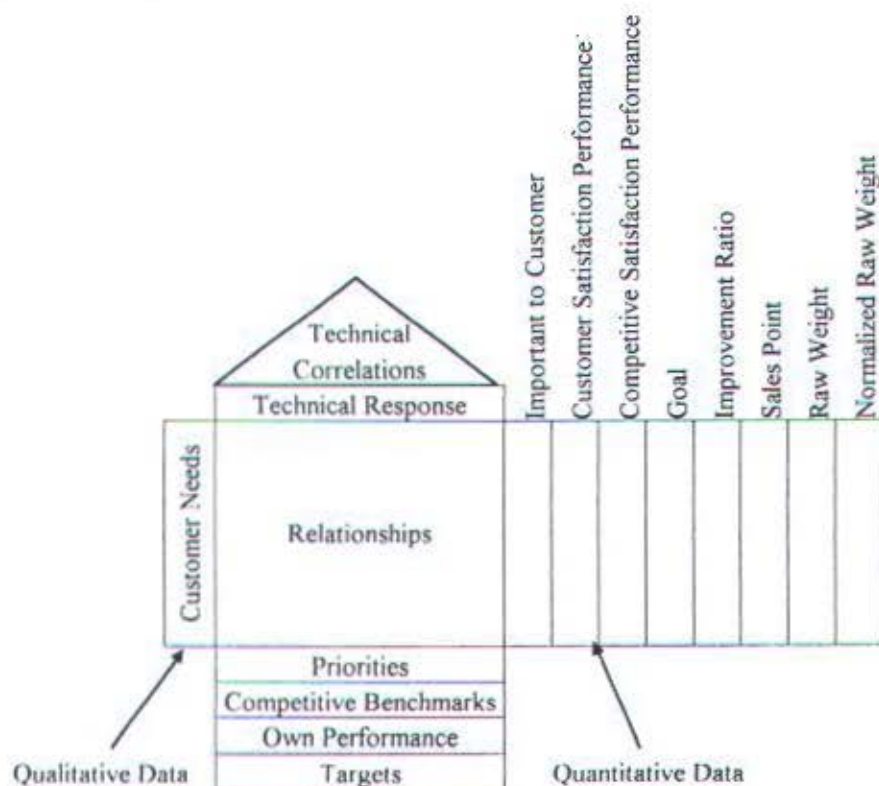 Important to Customer
Customer Satisfaction Performance
Competitive Satisfaction Performance
Goal
Improvement Ratio
Sales Point
Raw Weight
Normalized Raw Weight
Technical
Correlations
Technical Response
Customer Needs
Relationships
Priorities
Competitive Benchmarks
Own Performance
Targets
Qualitative Data
Quantitative Data